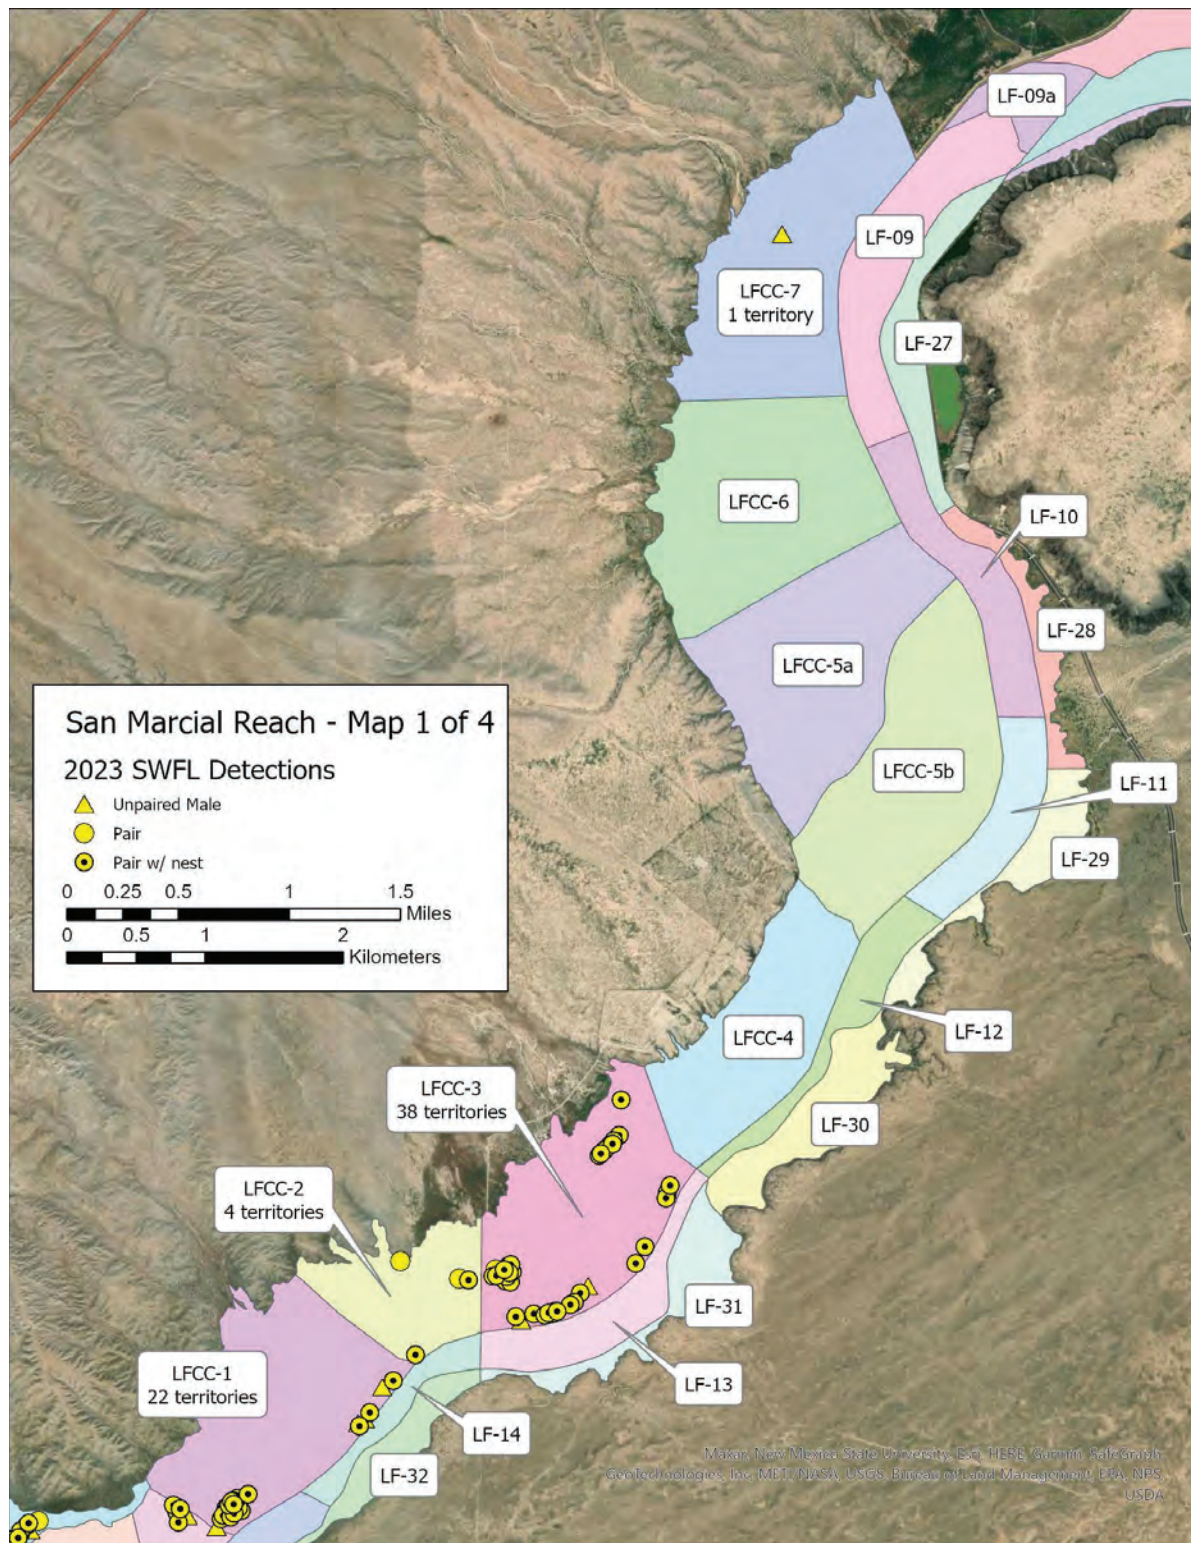 LF-09a
LF-09
LFCC-7
1 territory
LF-27
LFCC-6
LF-10
LF-28
LFCC-5a
San Marcial Reach - Map 1 of 4
2023 SWFL Detections
Unpaired Male
Pair
Pair w/ nest
0 0.25 0.5 1 1.5
Miles
0 0.5 1 2
Kilometers
LFCC-5b
LF-11
LF-29
LF-12
LFCC-4
LFCC-3
38 territories
LF-30
LFCC-2
4 territories
LF-31
LFCC-1
22 territories
LF-13
LF-14
LF-32
Maxar, New Mexico State University, Esri, HERE, Garmin, SafeGraph,
GeoTechnologies, Inc, METI/NASA, USGS, Bureau of Land Management, EPA, NPS,
USDA